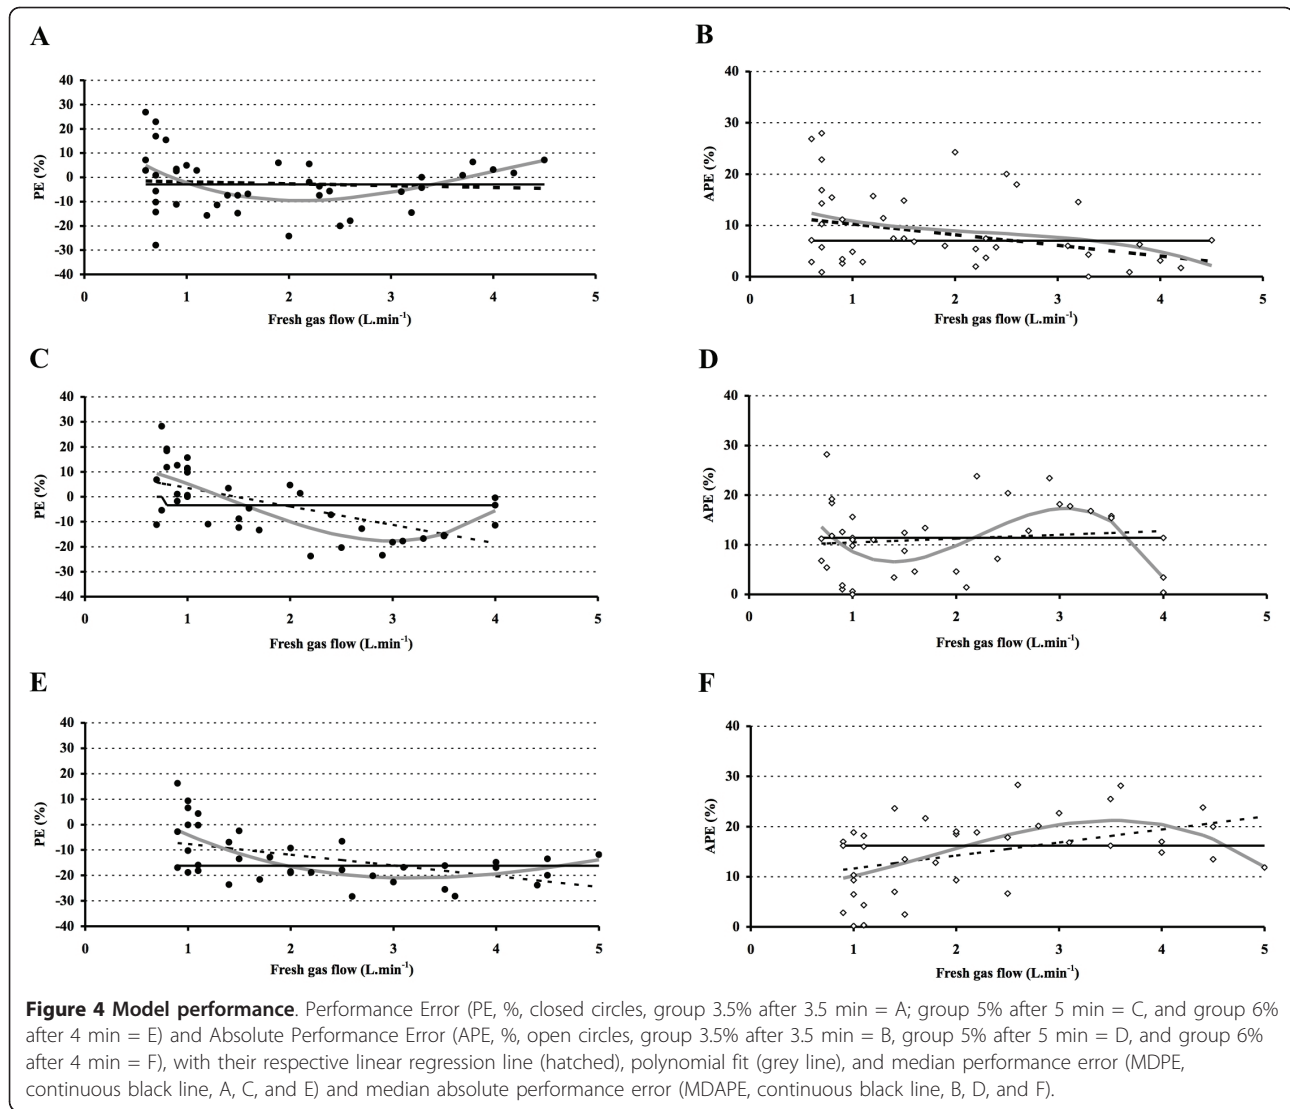 A
40
30
20
10
0
-10
-20
-30
-40
PE (%)
0 1 2 3 4 5
Fresh gas flow (L.min-1)
B
40
30
20
10
0
APE (%)
0 1 2 3 4 5
Fresh gas flow (L.min-1)
C
40
30
20
10
0
-10
-20
-30
-40
PE (%)
0 1 2 3 4 5
Fresh gas flow (L.min-1)
D
40
30
20
10
0
APE (%)
0 1 2 3 4 5
Fresh gas flow (L.min-1)
E
40
30
20
10
0
-10
-20
-30
-40
PE (%)
0 1 2 3 4 5
Fresh gas flow (L.min-1)
F
40
30
20
10
0
APE (%)
0 1 2 3 4 5
Fresh gas flow (L.min-1)
Figure 4 Model performance. Performance Error (PE, %, closed circles, group 3.5% after 3.5 min = A; group 5% after 5 min = C, and group 6%
after 4 min = E) and Absolute Performance Error (APE, %, open circles, group 3.5% after 3.5 min = B, group 5% after 5 min = D, and group 6%
after 4 min = F), with their respective linear regression line (hatched), polynomial fit (grey line), and median performance error (MDPE,
continuous black line, A, C, and E) and median absolute performance error (MDAPE, continuous black line, B, D, and F).